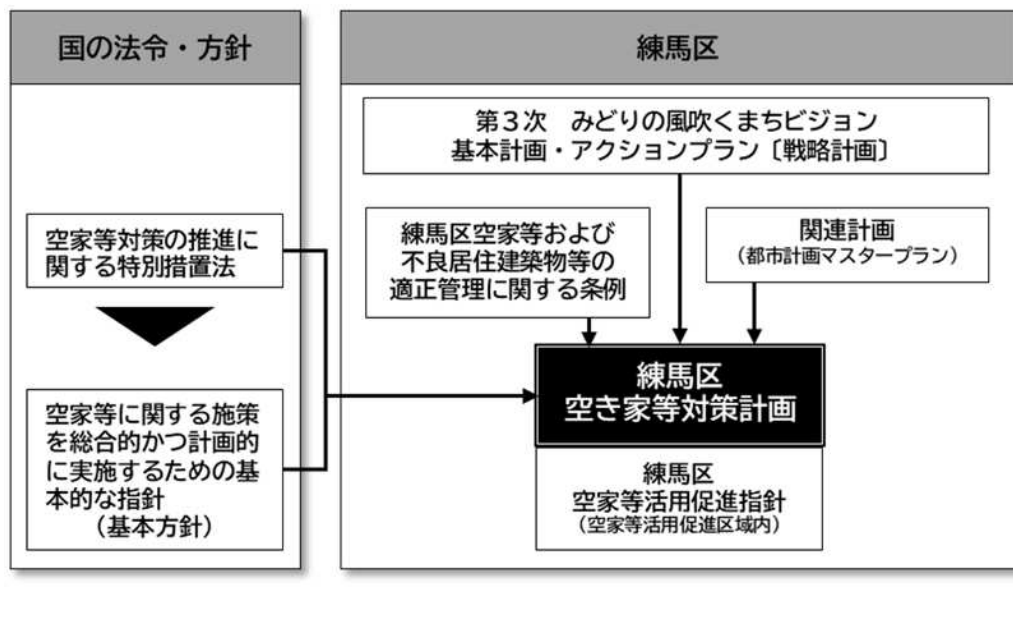 国の法令・方針
空家等対策の推進に
関する特別措置法
空家等に関する施策
を総合的かつ計画的
に実施するための基
本的な指針
（基本方針）
練馬区
第３次　みどりの風吹くまちビジョン
基本計画・アクションプラン〔戦略計画〕
練馬区空家等および
不良居住建築物等の
適正管理に関する条例
関連計画
（都市計画マスタープラン）
練馬区
空き家等対策計画
練馬区
空家等活用促進指針
（空家等活用促進区域内）